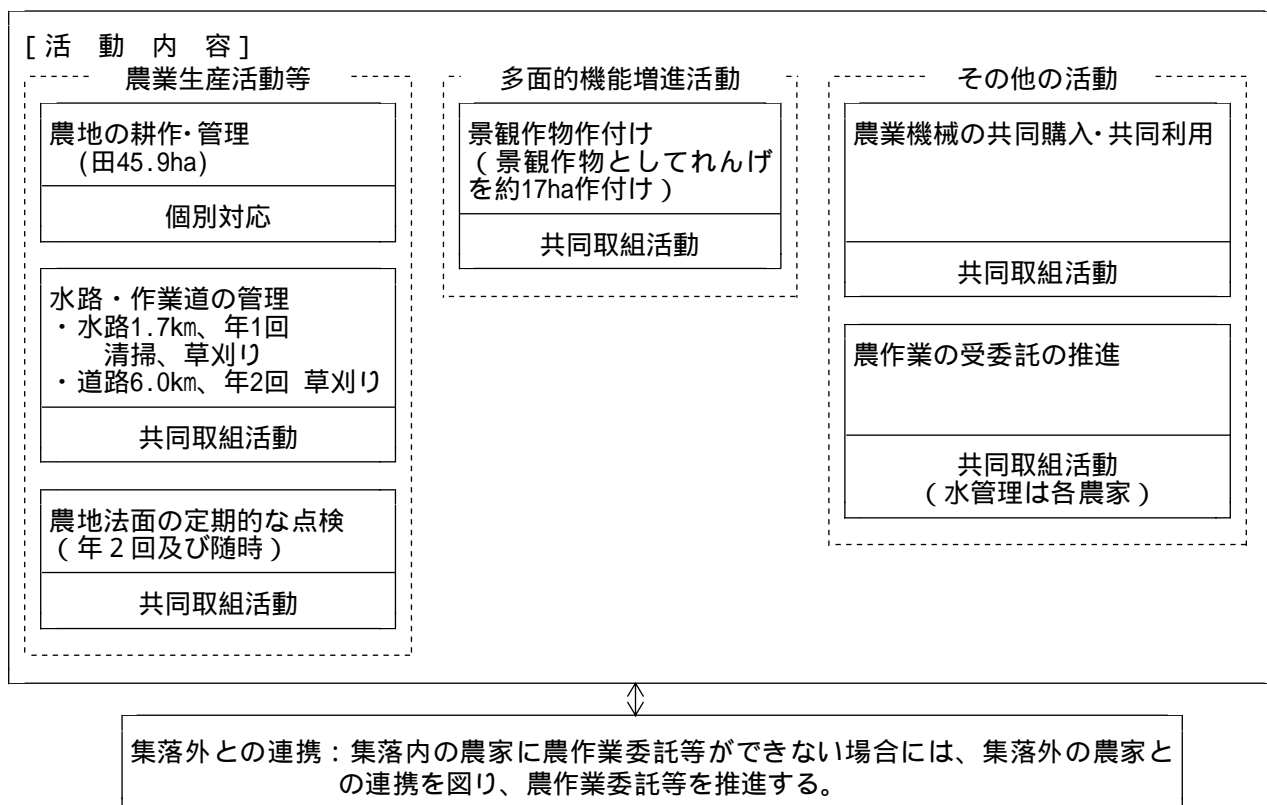 [活 動 内 容]
農業生産活動等
農地の耕作・管理
(田45.9ha)
個別対応
水路・作業道の管理
・水路1.7km、年1回
清掃、草刈り
・道路6.0km、年2回 草刈り
共同取組活動
農地法面の定期的な点検
(年2回及び随時)
共同取組活動
多面的機能増進活動
景観作物作付け
(景観作物としてれんげ
を約17ha作付け)
共同取組活動
その他の活動
農業機械の共同購入・共同利用
共同取組活動
農作業の受委託の推進
共同取組活動
(水管理は各農家)
集落外との連携:集落内の農家に農作業委託等ができない場合には、集落外の農家と
の連携を図り、農作業委託等を推進する。